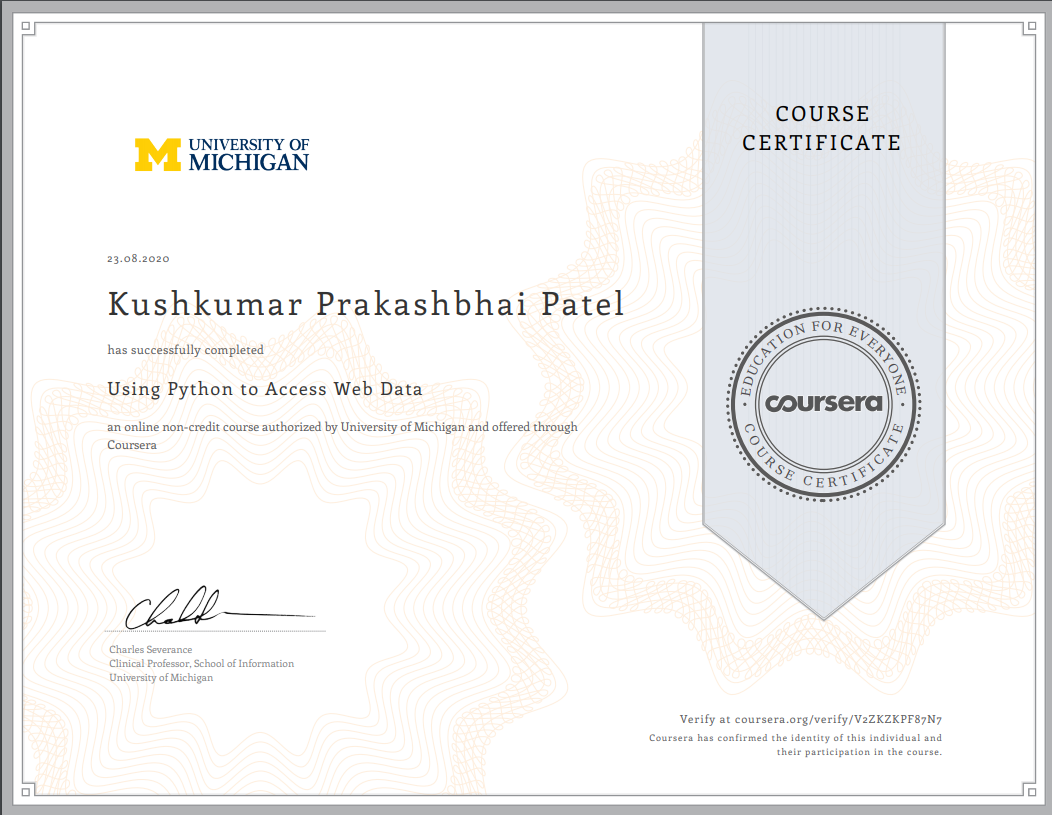 UNIVERSITY OF
MICHIGAN
COURSE
CERTIFICATE
23.08.2020
Kushkumar Prakashbhai Patel
has successfully completed
Using Python to Access Web Data
an online non-credit course authorized by University of Michigan and offered through
Coursera
EDUCATION FOR EVERYONE
coursera
COURSE CERTIFICATE
Charles Severance
Clinical Professor, School of Information
University of Michigan
Verify at coursera.org/verify/V2ZKZKPF87N7
Coursera has confirmed the identity of this individual and
their participation in the course.